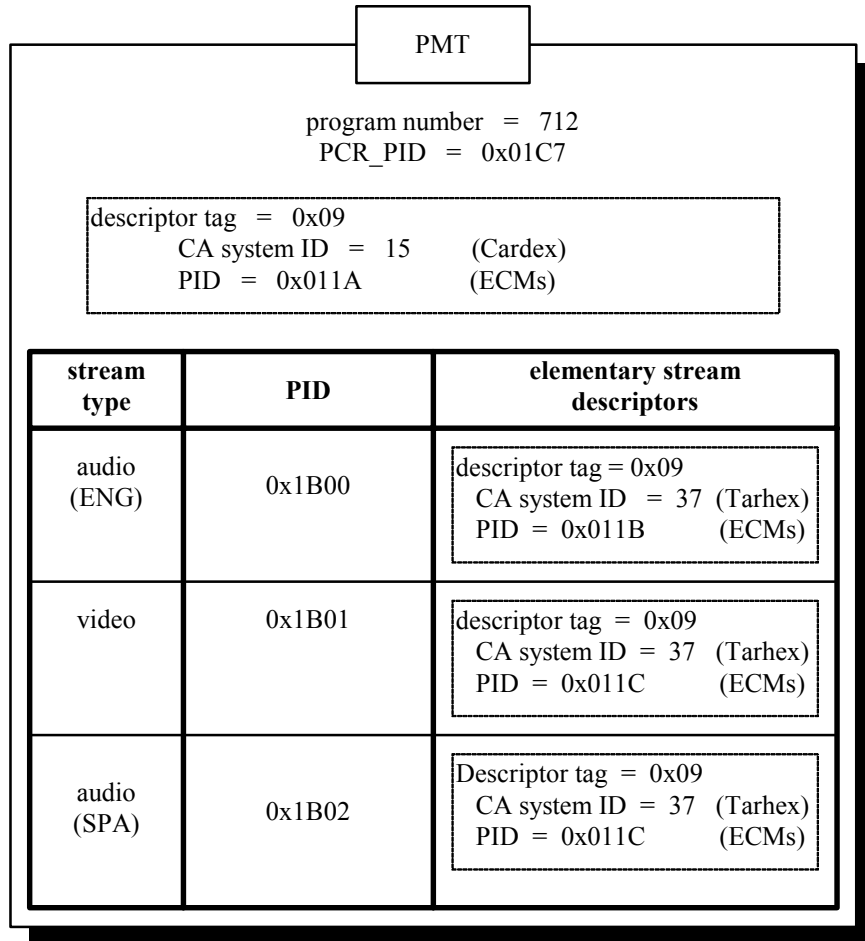 PMT
program number = 712
PCR_PID = 0x01C7
descriptor tag = 0x09
CA system ID = 15 (Cardex)
PID = 0x011A (ECMs)
stream type PID elementary stream descriptors
audio (ENG)
0x1B00
descriptor tag = 0x09
CA system ID = 37 (Tarhex)
PID = 0x011B (ECMs)
video
0x1B01
descriptor tag = 0x09
CA system ID = 37 (Tarhex)
PID = 0x011C (ECMs)
audio (SPA)
0x1B02
Descriptor tag = 0x09
CA system ID = 37 (Tarhex)
PID = 0x011C (ECMs)